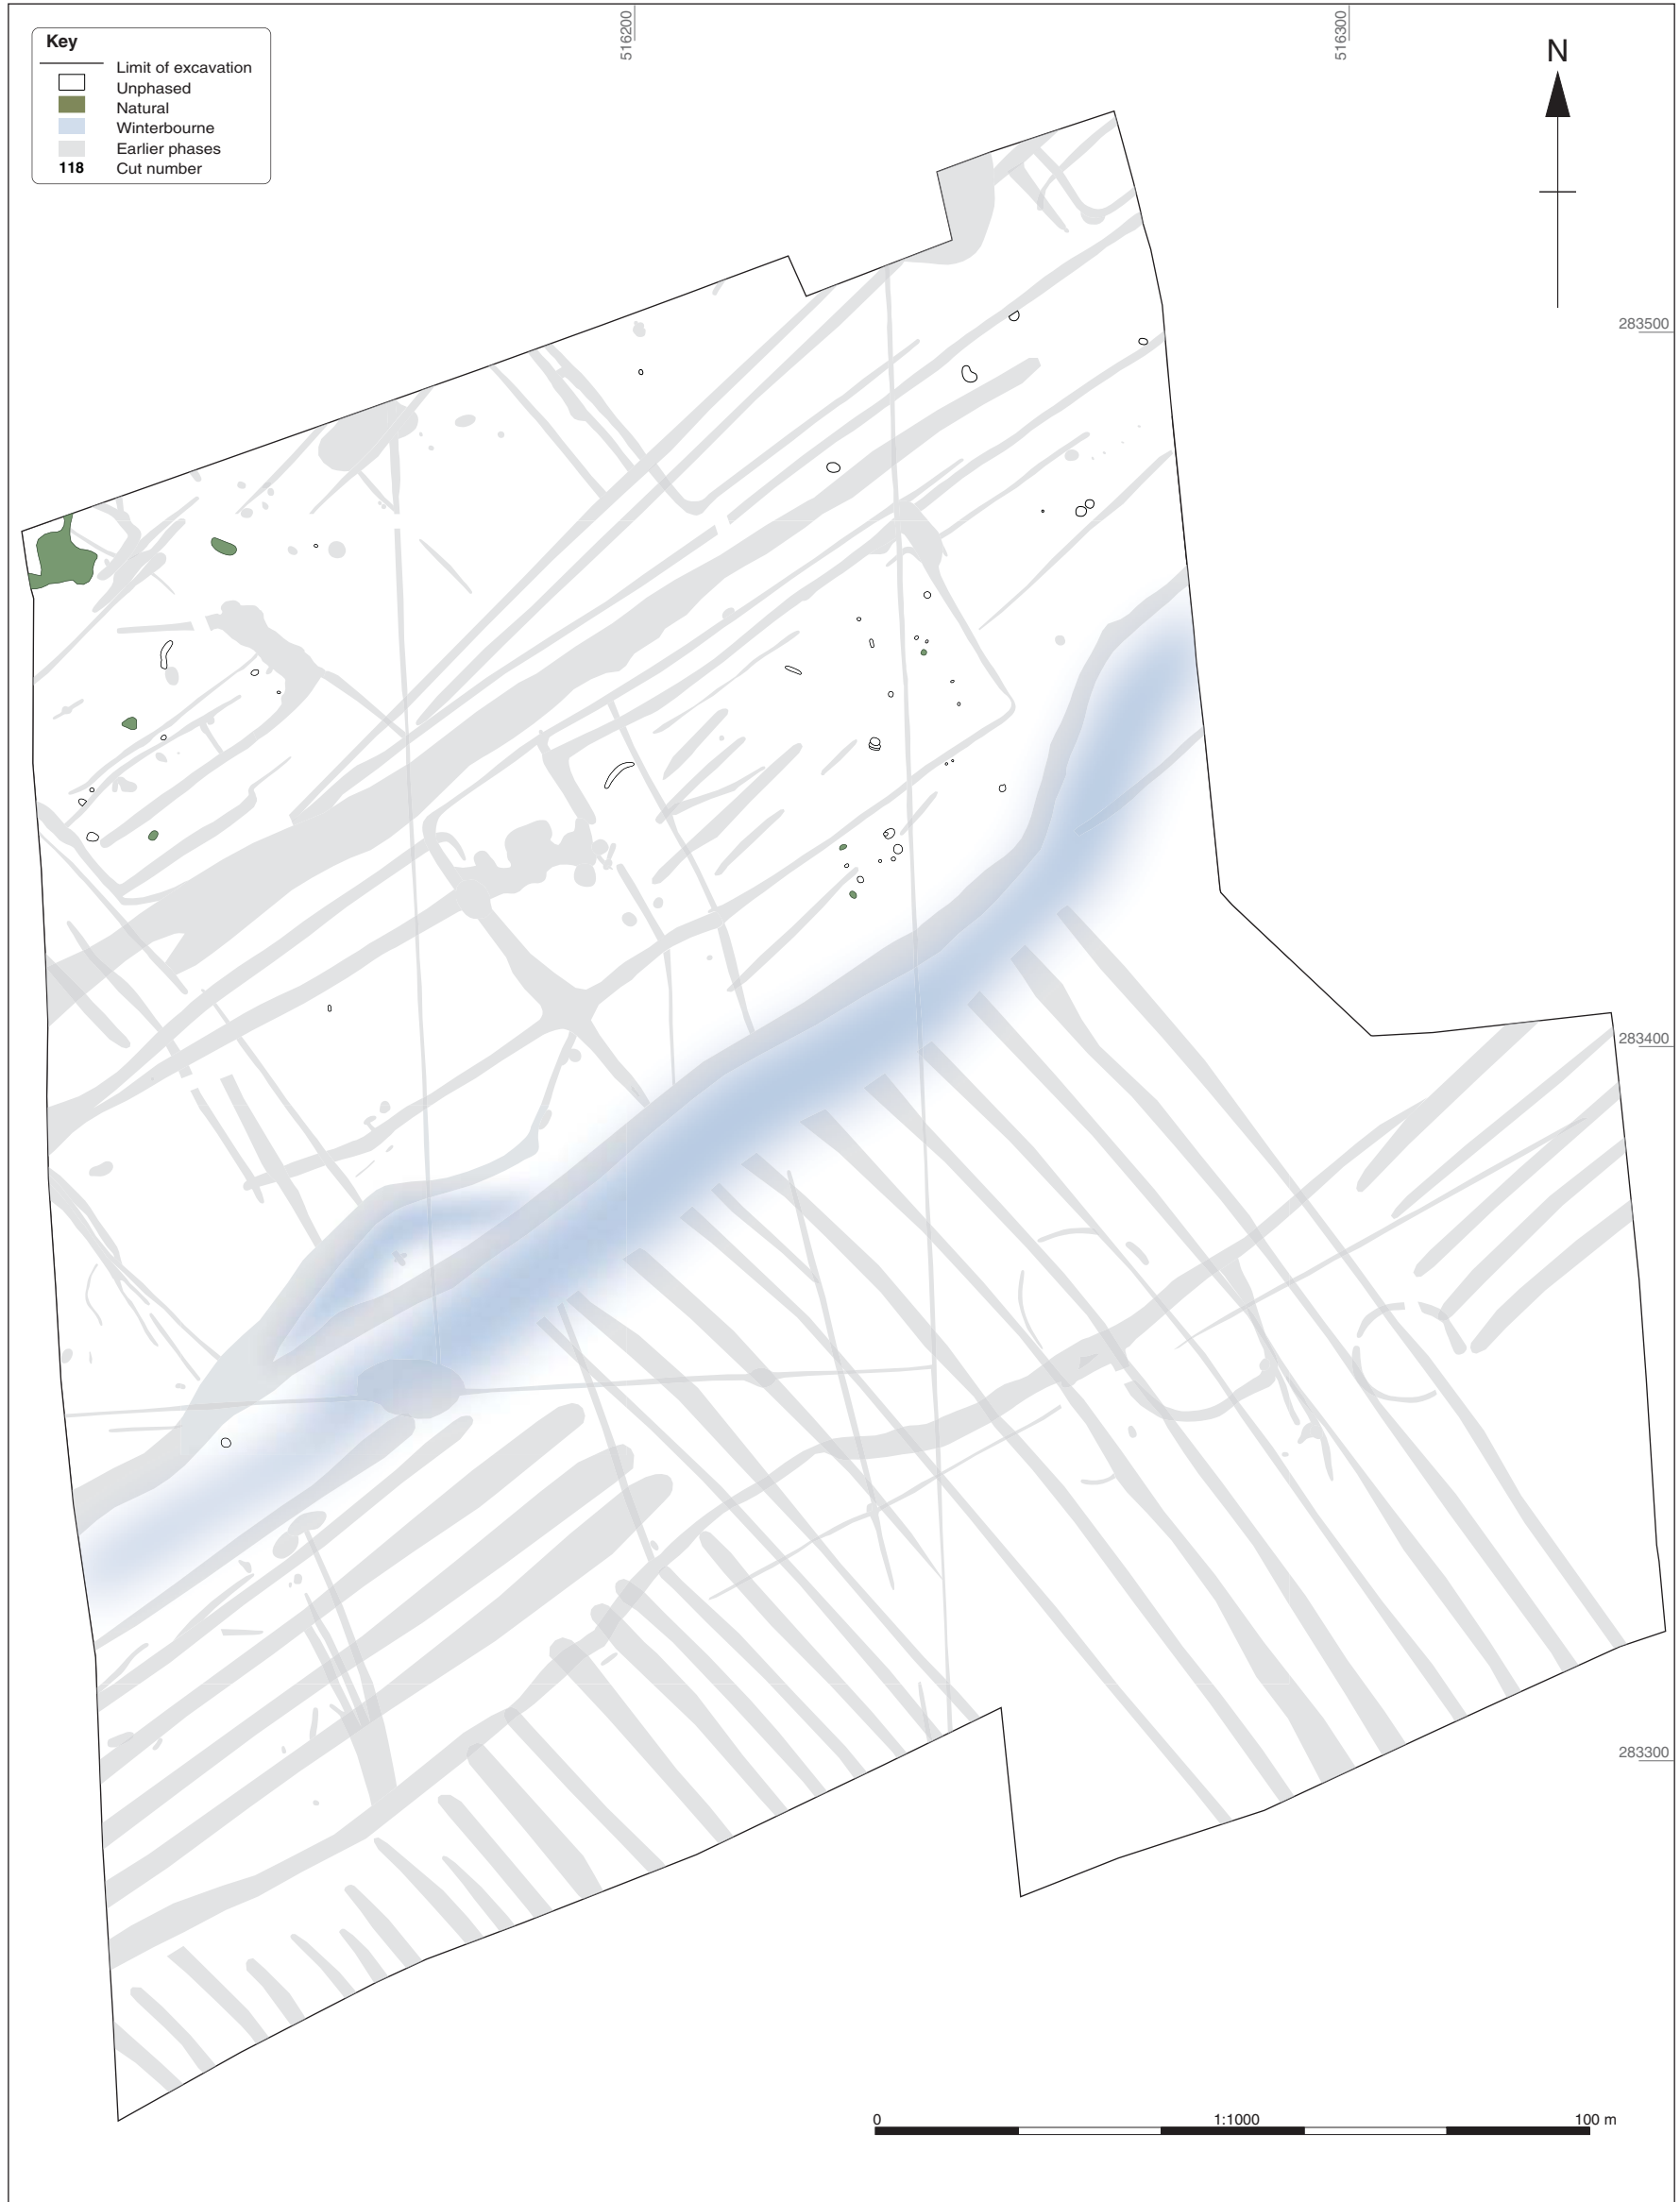 516200
516300
Key
Limit of excavation
Unphased
Natural
Winterbourne
Earlier phases
118 Cut number
N
283500
283400
283300
0 1:1000 100 m